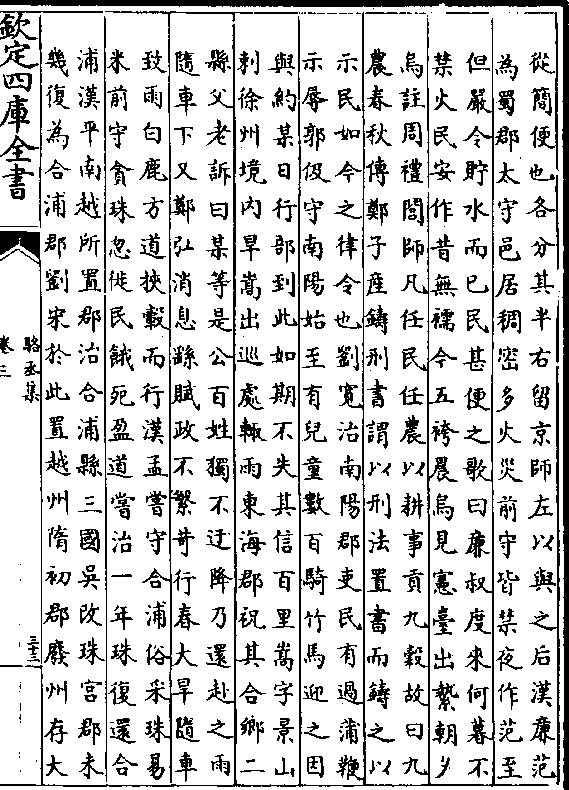 從簡便也各分其半右留京師左以與之后漢廉范
為蜀郡太守邑居稠密多火災前守皆禁夜作范至
但嚴令貯水而已民甚便之歌曰廉叔度來何暮不
禁火民安作昔無襦今五袴晨烏見憲臺出縶朝夕
烏註周禮閭師凡任民任農以耕事貢九穀故曰九
農春秋傳鄭子產鑄刑書謂以刑法置書而鑄之以
示民如今之律令也劉寛治南陽郡吏民有過蒲鞭
示辱郭伋守南陽始至有兒童數百騎竹馬迎之因
與約某日行部到此如期不失其信百里嵩字景山
刺徐州境内旱嵩出巡處輙雨東海郡祝其合鄉二
縣父老訴曰某等是公百姓獨不迂降乃還赴之雨
隨車下又鄭弘消息繇賦政不繁苛行春大旱隨車
致雨白鹿方道挾轂而行漢孟嘗守合浦俗采珠易
米前守貪珠忽徙民餓死盈道嘗治一年珠復還合
浦漢平南越所置郡治合浦縣三國吳改珠宮郡未
幾復為合浦郡劉宋於此置越州隋初郡廢州存大
欽定四庫全書
駱丞集
卷三
三十三